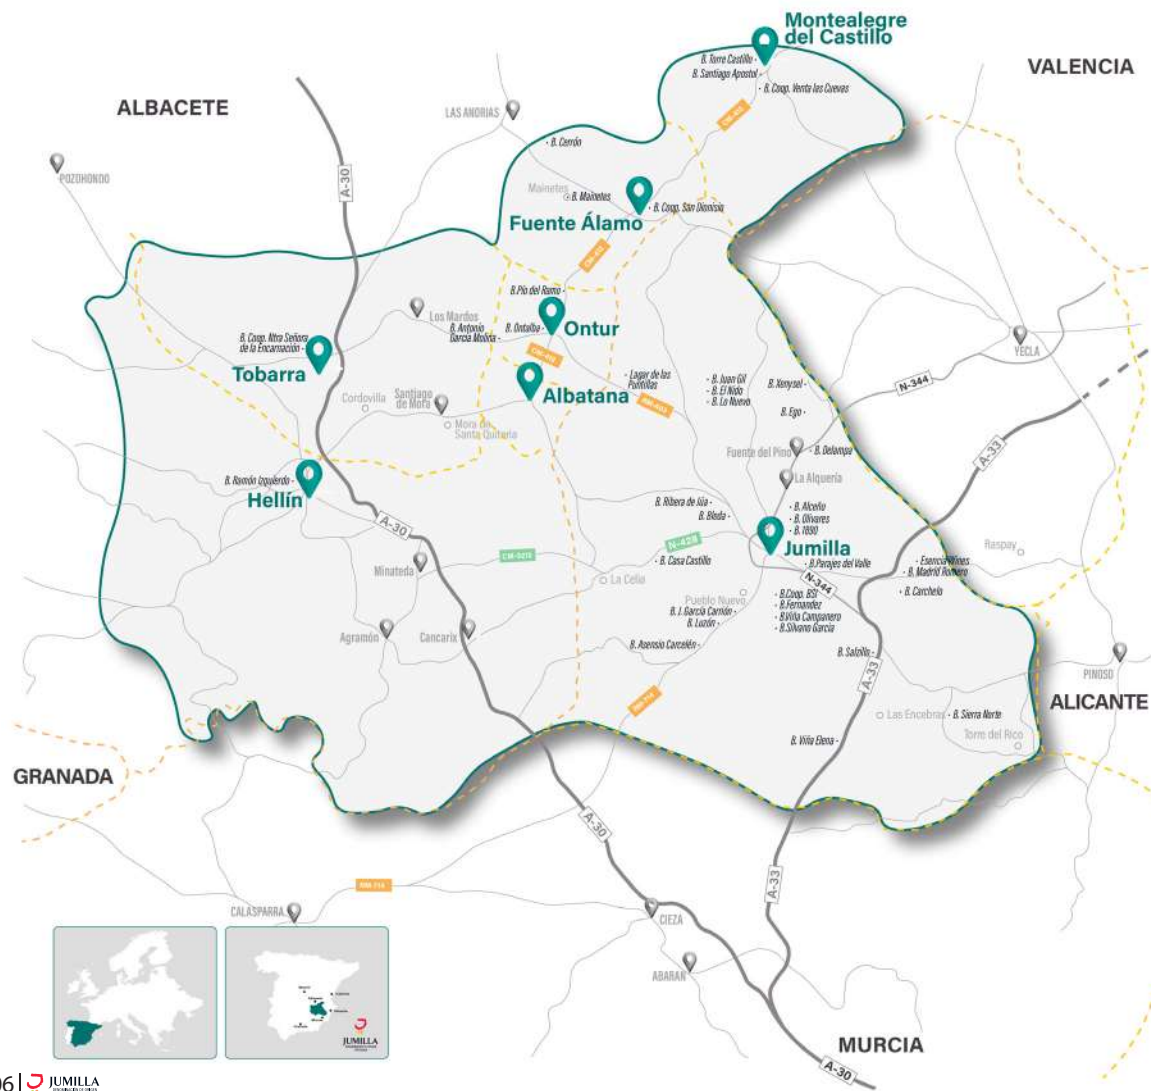 Montealegre
del Castillo
B. Torre Castillo -
B. Santiago Apostol -
- B. Coop. Venta las Cuevas
VALENCIA
ALBACETE
LAS ANORIAS
- B. Cerrón
A-30
POZOHONDO
Mainetes
- B. Mainetes
- B. Coop. San Dionisio
Fuente Álamo
B. Pío del Ramo -
Los Mardos
B. Antonio
García Molina -
B. Ontalba -
Ontur
B. Coop. Ntra Señora
de la Encarnación -
Tobarra
YECLA
N-344
- Lagar de las
Puntillas
- B. Juan Gil
- B. El Nido
- B. Lo Nuevo
B. Xenysel -
B. Ego -
Albatana
Cordovilla
Santiago
de Mora
Mora de
Santa Quiteria
Fuente del Pino
- B. Delampa
A-33
La Alquería
B. Ramón Izquierdo -
Hellín
B. Ribera de Júa -
B. Bleda -
- B. Alceño
- B. Olivares
- B. 1890
A-30
N-428
Jumilla
Raspay
Minateda
La Celia
- B. Casa Castillo
- B.Parajes del Valle
- Esencia Wines
- B. Madrid Romero
N-344
Pueblo Nuevo
- B. Carchelo
B. J. García Carrión -
B. Luzón -
- B.Coop. BSI
- B.Fernandez
- B.Viña Campanero
- B.Silvano García
Agramón
Cancarix
B. Asensio Carcelén -
B. Salzillo -
A-33
PINOSO
ALICANTE
Las Encebras
- B. Sierra Norte
Torre del Rico
B. Viña Elena -
GRANADA
A-30
RM-714
A-33
CALASPARRA
CIEZA
ABARAN
MURCIA
A-30
JUMILLA
06
JUMILLA